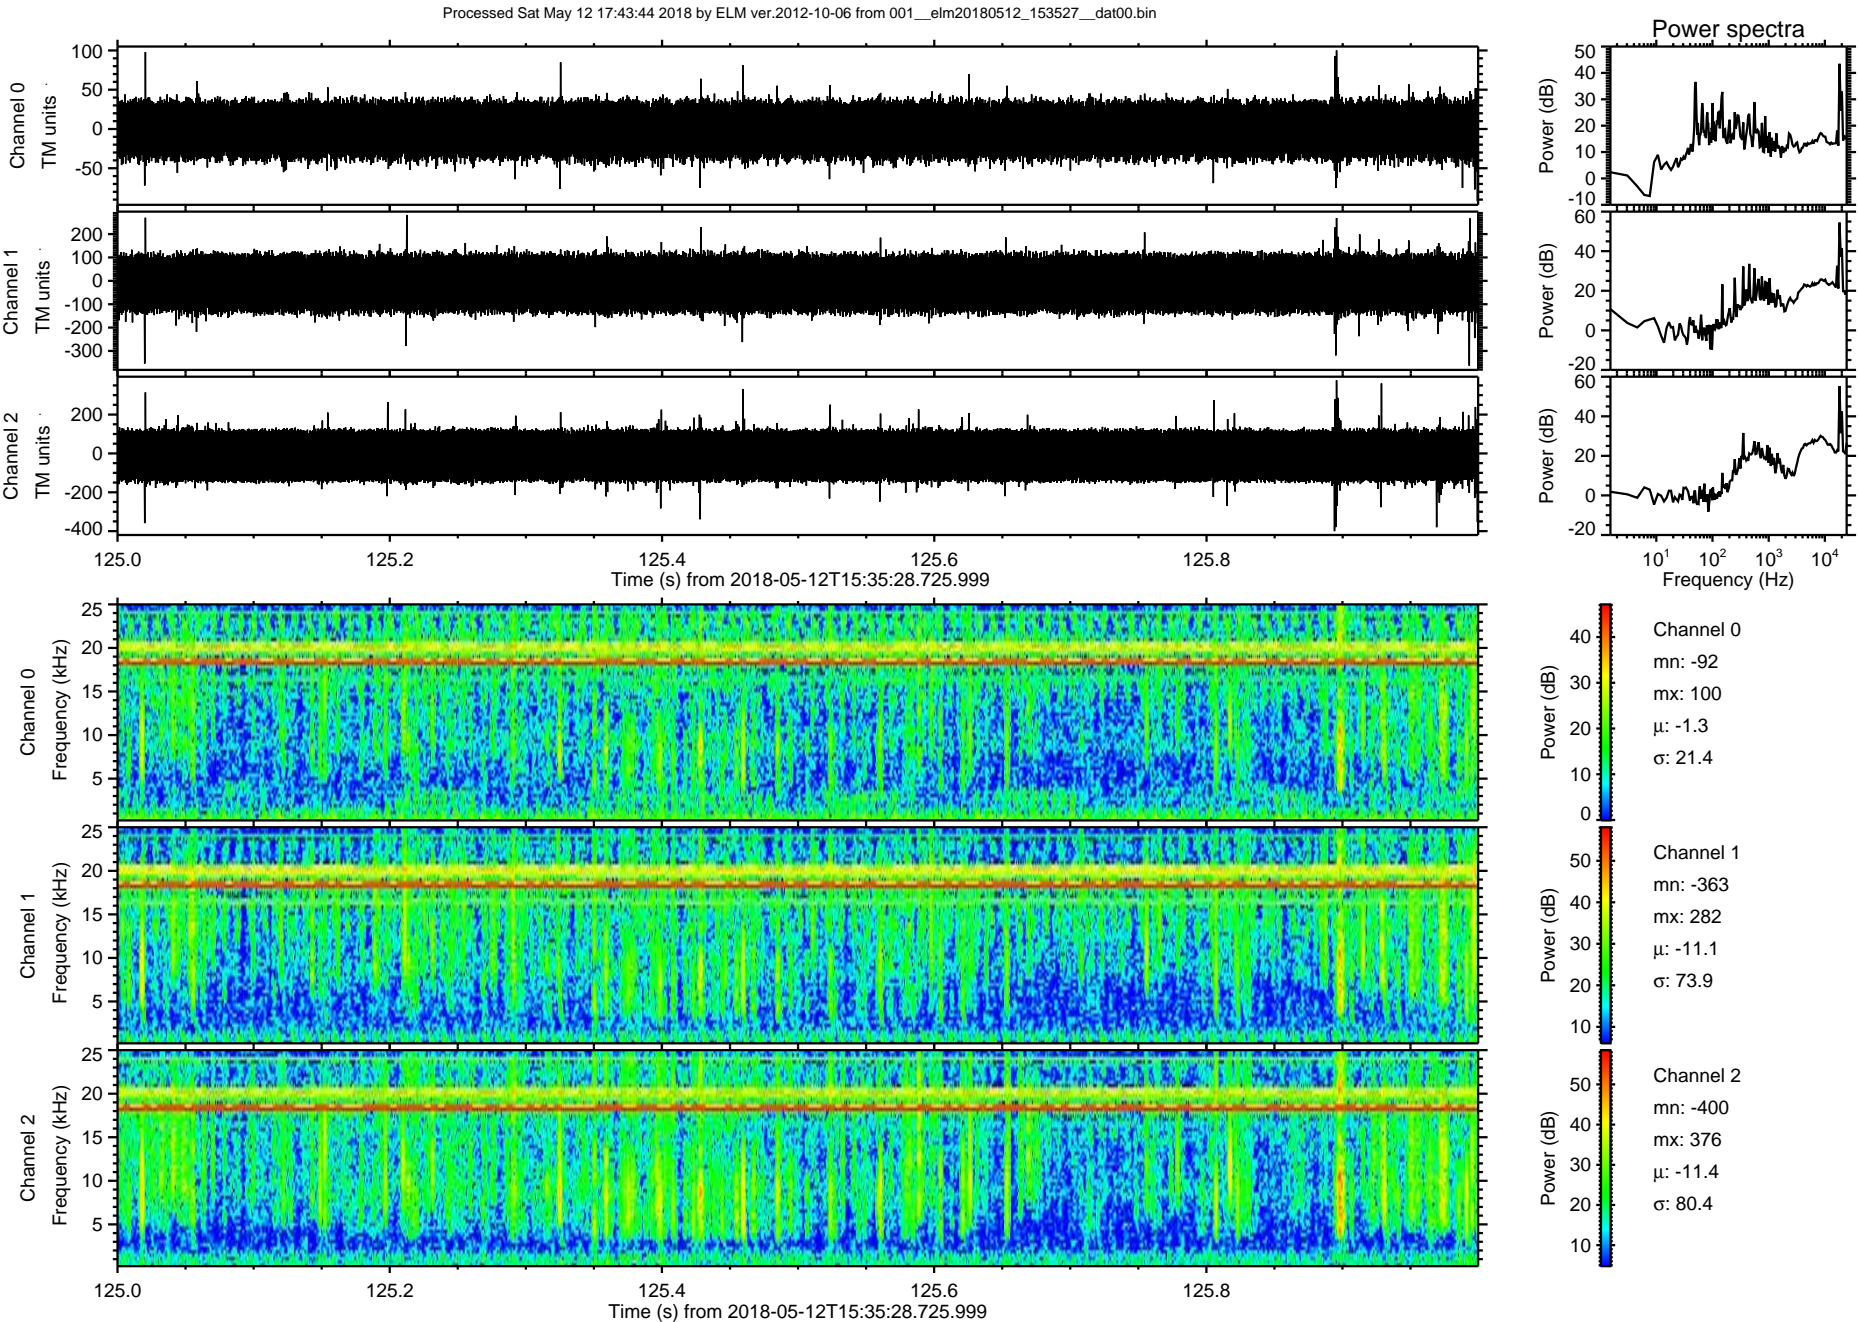 Processed Sat May 12 17:43:44 2018 by ELM ver.2012-10-06 from 001__elm20180512_153527__dat00.bin
Power spectra
Channel 0
TM units
100
50
0
-50
Power (dB)
50
40
30
20
10
0
-10
Channel 1
TM units
200
100
0
-100
-200
-300
Power (dB)
60
40
20
0
-20
Channel 2
TM units
200
0
-200
-400
Power (dB)
60
40
20
0
-20
125.0 125.2 125.4 125.6 125.8
Time (s) from 2018-05-12T15:35:28.725.999
10^1 10^2 10^3 10^4
Frequency (Hz)
Channel 0
Frequency (kHz)
25
20
15
10
5
Power (dB)
40
30
20
10
0
Channel 0
mn: -92
mx: 100
μ: -1.3
σ: 21.4
Channel 1
Frequency (kHz)
25
20
15
10
5
Power (dB)
50
40
30
20
10
Channel 1
mn: -363
mx: 282
μ: -11.1
σ: 73.9
Channel 2
Frequency (kHz)
25
20
15
10
5
Power (dB)
50
40
30
20
10
Channel 2
mn: -400
mx: 376
μ: -11.4
σ: 80.4
125.0 125.2 125.4 125.6 125.8
Time (s) from 2018-05-12T15:35:28.725.999